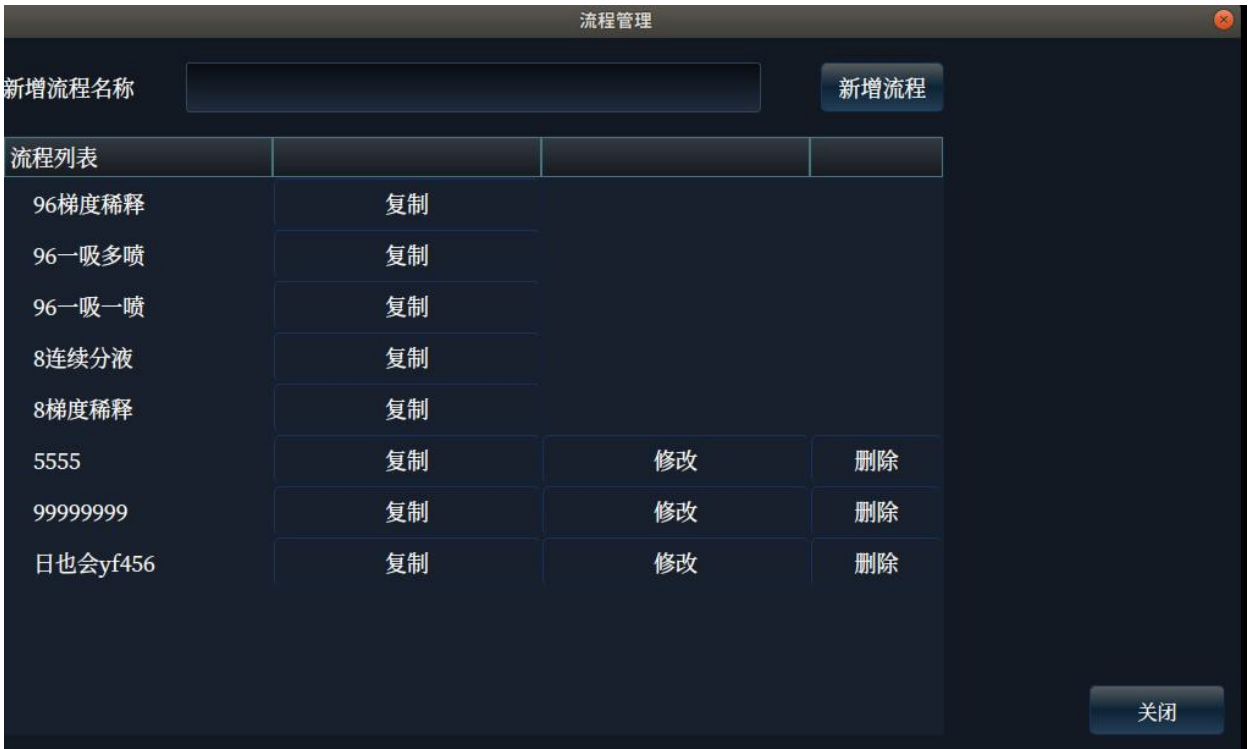 流程管理
新增流程名称 新增流程
流程列表
96梯度稀释 复制
96一吸多喷 复制
96一吸一喷 复制
8连续分液 复制
8梯度稀释 复制
5555 复制 修改 删除
99999999 复制 修改 删除
日也会yf456 复制 修改 删除
关闭